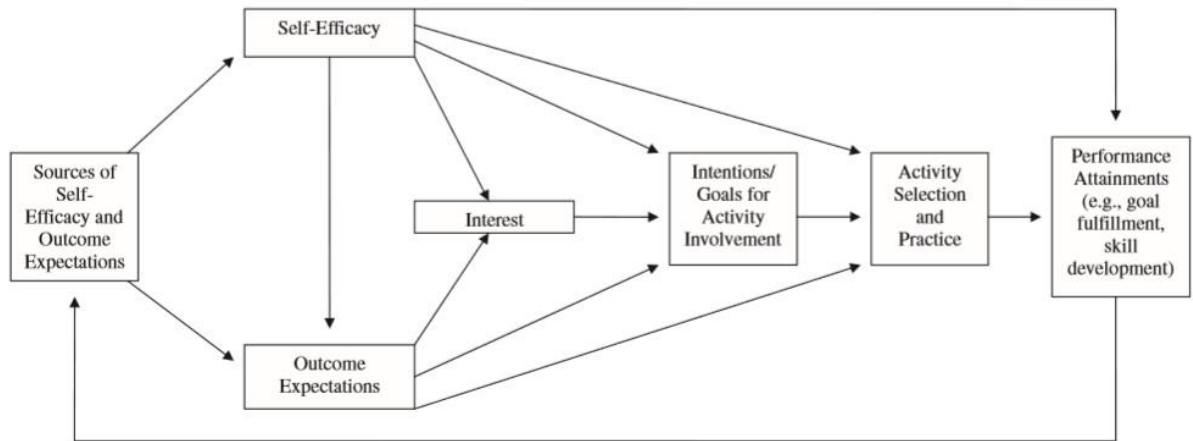 Self-Efficacy
Sources of
Self-
Efficacy and
Outcome
Expectations
Interest
Outcome
Expectations
Intentions/
Goals for
Activity
Involvement
Activity
Selection
and
Practice
Performance
Attainments
(e.g., goal
fulfillment,
skill
development)